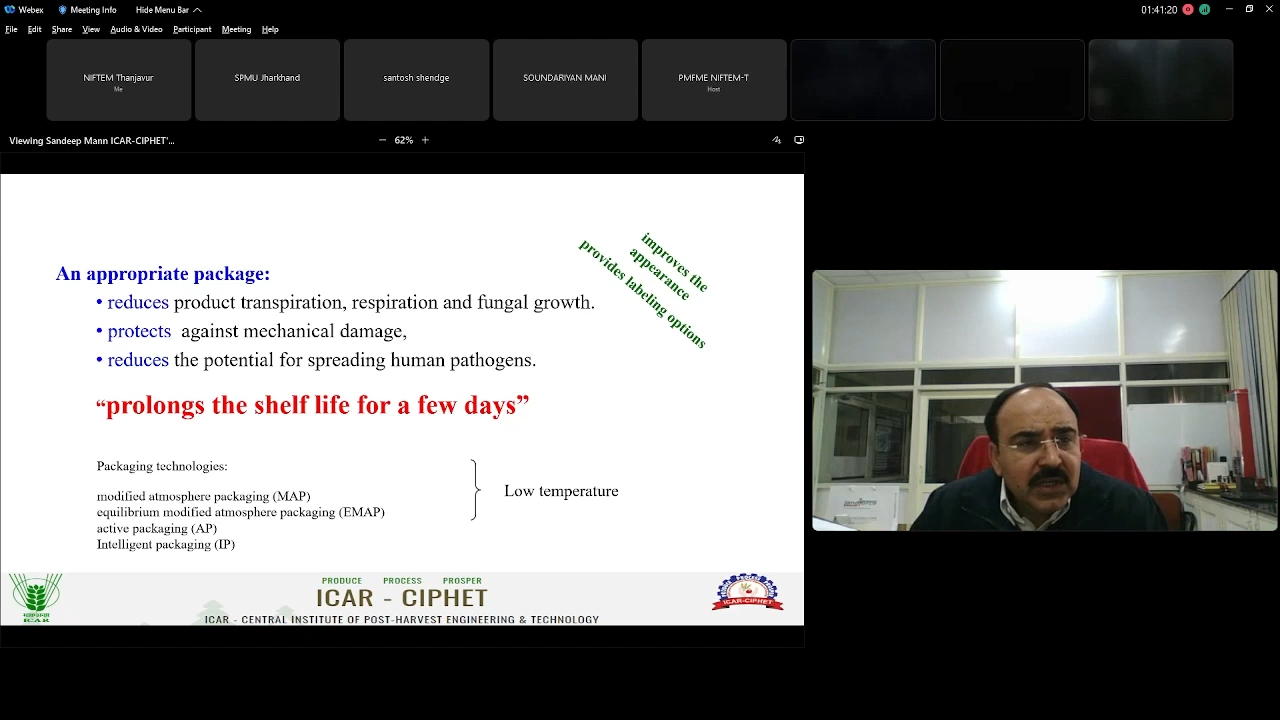 Webex
Meeting Info
Hide Menu Bar
01:41:20
File Edit Share View Audio & Video Participant Meeting Help
NIFTEM Thanjavur
Me
SPMU Jharkhand
santosh shendge
SOUNDARIYAN MANI
PMFME NIFTEM-T
Host
Viewing Sandeep Mann ICAR-CIPHET'...
62%
improves the
appearance
provides labeling options
An appropriate package:
• reduces product transpiration, respiration and fungal growth.
• protects against mechanical damage,
• reduces the potential for spreading human pathogens.
“prolongs the shelf life for a few days”
Packaging technologies:
modified atmosphere packaging (MAP)
equilibrium modified atmosphere packaging (EMAP)
active packaging (AP)
Intelligent packaging (IP)
Low temperature
PRODUCE PROCESS PROSPER
ICAR - CIPHET
ICAR - CENTRAL INSTITUTE OF POST-HARVEST ENGINEERING & TECHNOLOGY
ICAR
ICAR-CIPHET